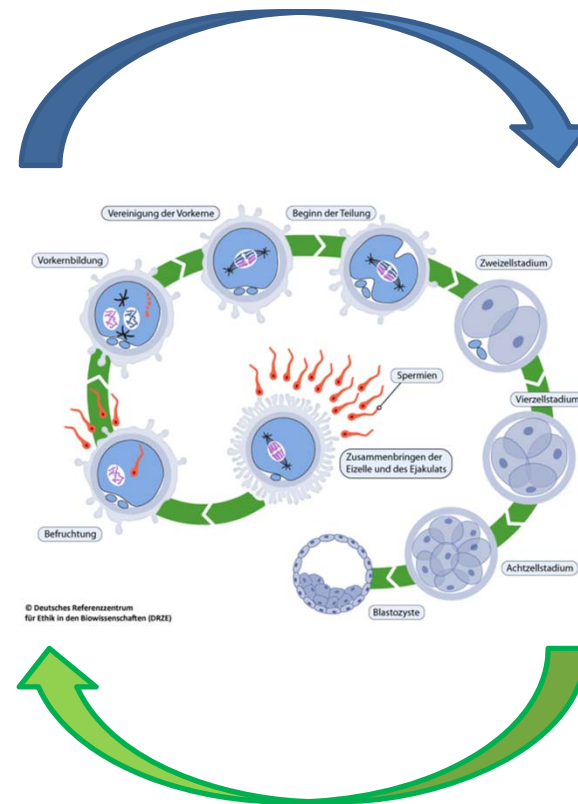 Vereinigung der Vorkerne
Beginn der Teilung
Vorkernbildung
Zweizellstadium
Spermien
Vierzellstadium
Zusammenbringen der
Eizelle und des Ejakulats
Befruchtung
Achtzellstadium
Blastozyste
© Deutsches Referenzzentrum
für Ethik in den Biowissenschaften (DRZE)